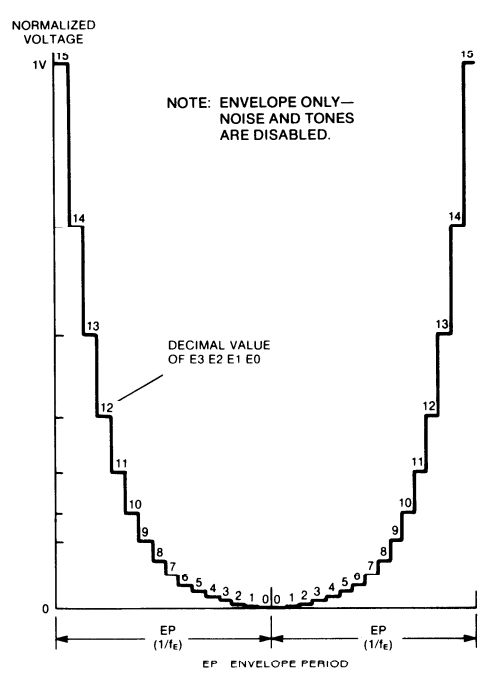 NORMALIZED
VOLTAGE
15
15
1V
NOTE: ENVELOPE ONLY—
NOISE AND TONES
ARE DISABLED.
14
14
13
13
DECIMAL VALUE
OF E3 E2 E1 E0
12
12
11
11
10
10
9
9
8
8
7
7
6
6
5
5
4
4
3
3
2
2
1
1
0
0
0
EP
(1/fE)
EP
(1/fE)
EP ENVELOPE PERIOD